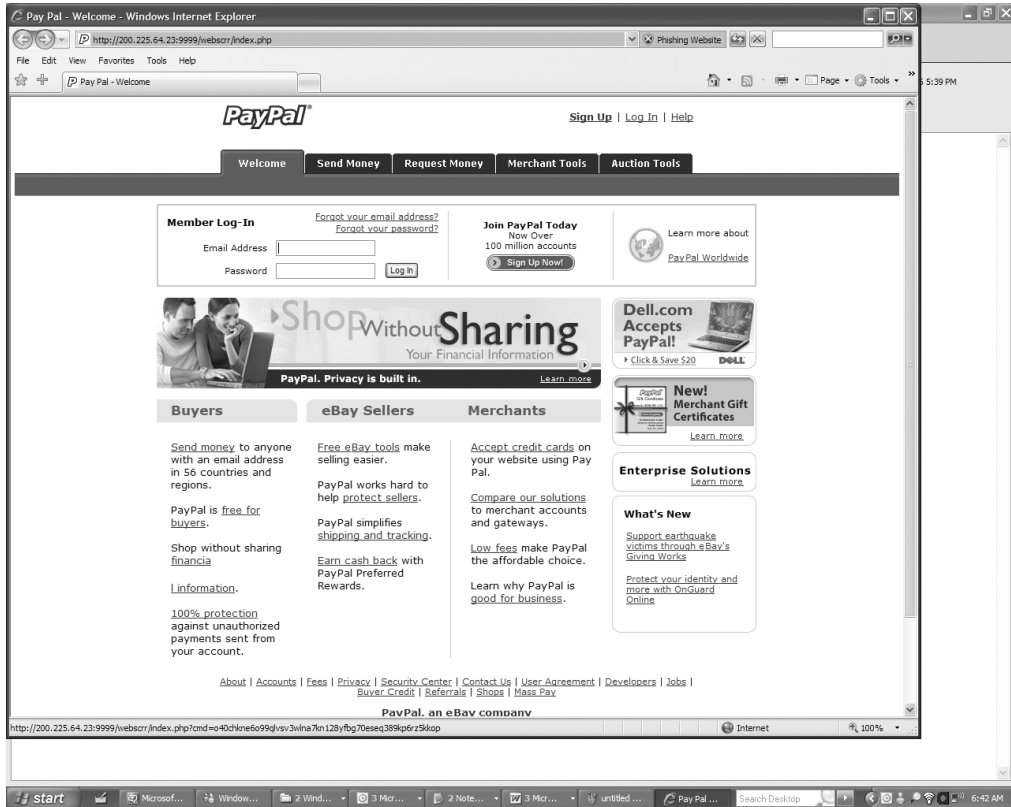 Pay Pal - Welcome - Windows Internet Explorer
http://200.225.64.23:9999/webscrr/index.php
Phishing Website
File Edit View Favorites Tools Help
Pay Pal - Welcome
Page Tools »
5:39 PM
PayPal®
Sign Up | Log In | Help
Welcome Send Money Request Money Merchant Tools Auction Tools
Member Log-In
Forgot your email address?
Forgot your password?
Email Address
Password
Log In
Join PayPal Today
Now Over
100 million accounts
Sign Up Now!
Learn more about
PayPal Worldwide
Shop Without Sharing
Your Financial Information
PayPal. Privacy is built in. Learn more
Dell.com
Accepts
PayPal!
Click & Save $20 DELL
PayPal
New!
Merchant Gift
Certificates
Learn more
Buyers
Send money to anyone
with an email address
in 56 countries and
regions.
PayPal is free for
buyers.
Shop without sharing
financia
l information.
100% protection
against unauthorized
payments sent from
your account.
eBay Sellers
Free eBay tools make
selling easier.
PayPal works hard to
help protect sellers.
PayPal simplifies
shipping and tracking.
Earn cash back with
PayPal Preferred
Rewards.
Merchants
Accept credit cards on
your website using Pay
Pal.
Compare our solutions
to merchant accounts
and gateways.
Low fees make PayPal
the affordable choice.
Learn why PayPal is
good for business.
Enterprise Solutions
Learn more
What's New
Support earthquake
victims through eBay's
Giving Works
Protect your identity and
more with OnGuard
Online
About | Accounts | Fees | Privacy | Security Center | Contact Us | User Agreement | Developers | Jobs |
Buyer Credit | Referrals | Shops | Mass Pay
PayPal, an eBay company
http://200.225.64.23:9999/webscrr/index.php?cmd=o40chkne6o99qlvsv3wlna7kn128yfbg70eseq389kp6rz5kkop
Internet 100%
start Microsof... Window... 2 Wind... 3 Micr... 2 Note... 3 Micr... untitled ... Pay Pal ... Search Desktop 6:42 AM